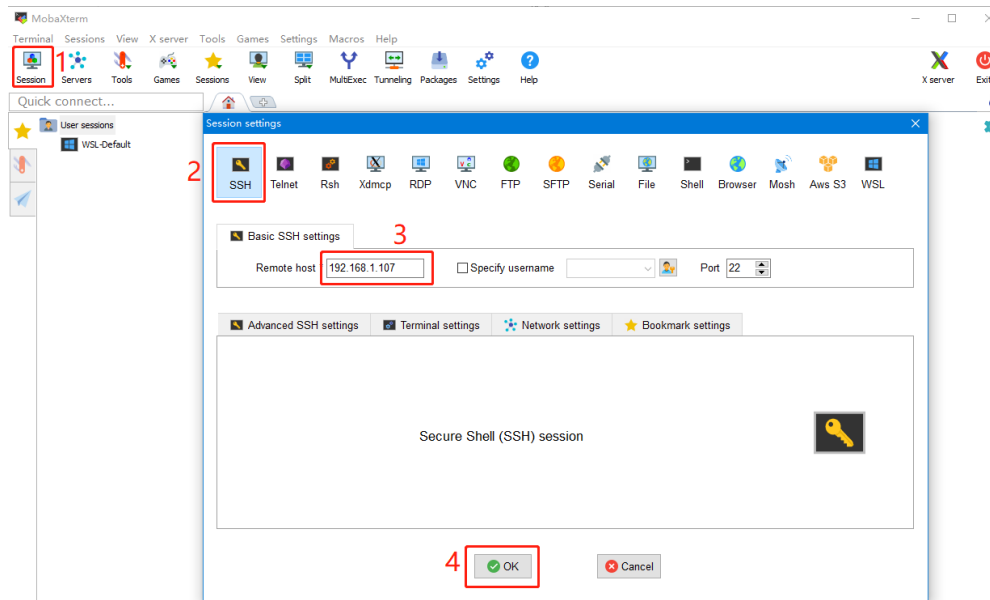 MobaXterm
Terminal Sessions View X server Tools Games Settings Macros Help
1
Session Servers Tools Games Sessions View Split MultiExec Tunneling Packages Settings Help X server Exit
Quick connect...
User sessions
WSL-Default
Session settings
2
SSH Telnet Rsh Xdmcp RDP VNC FTP SFTP Serial File Shell Browser Mosh Aws S3 WSL
Basic SSH settings
3
Remote host 192.168.1.107 Specify username Port 22
Advanced SSH settings Terminal settings Network settings Bookmark settings
Secure Shell (SSH) session
4
OK Cancel